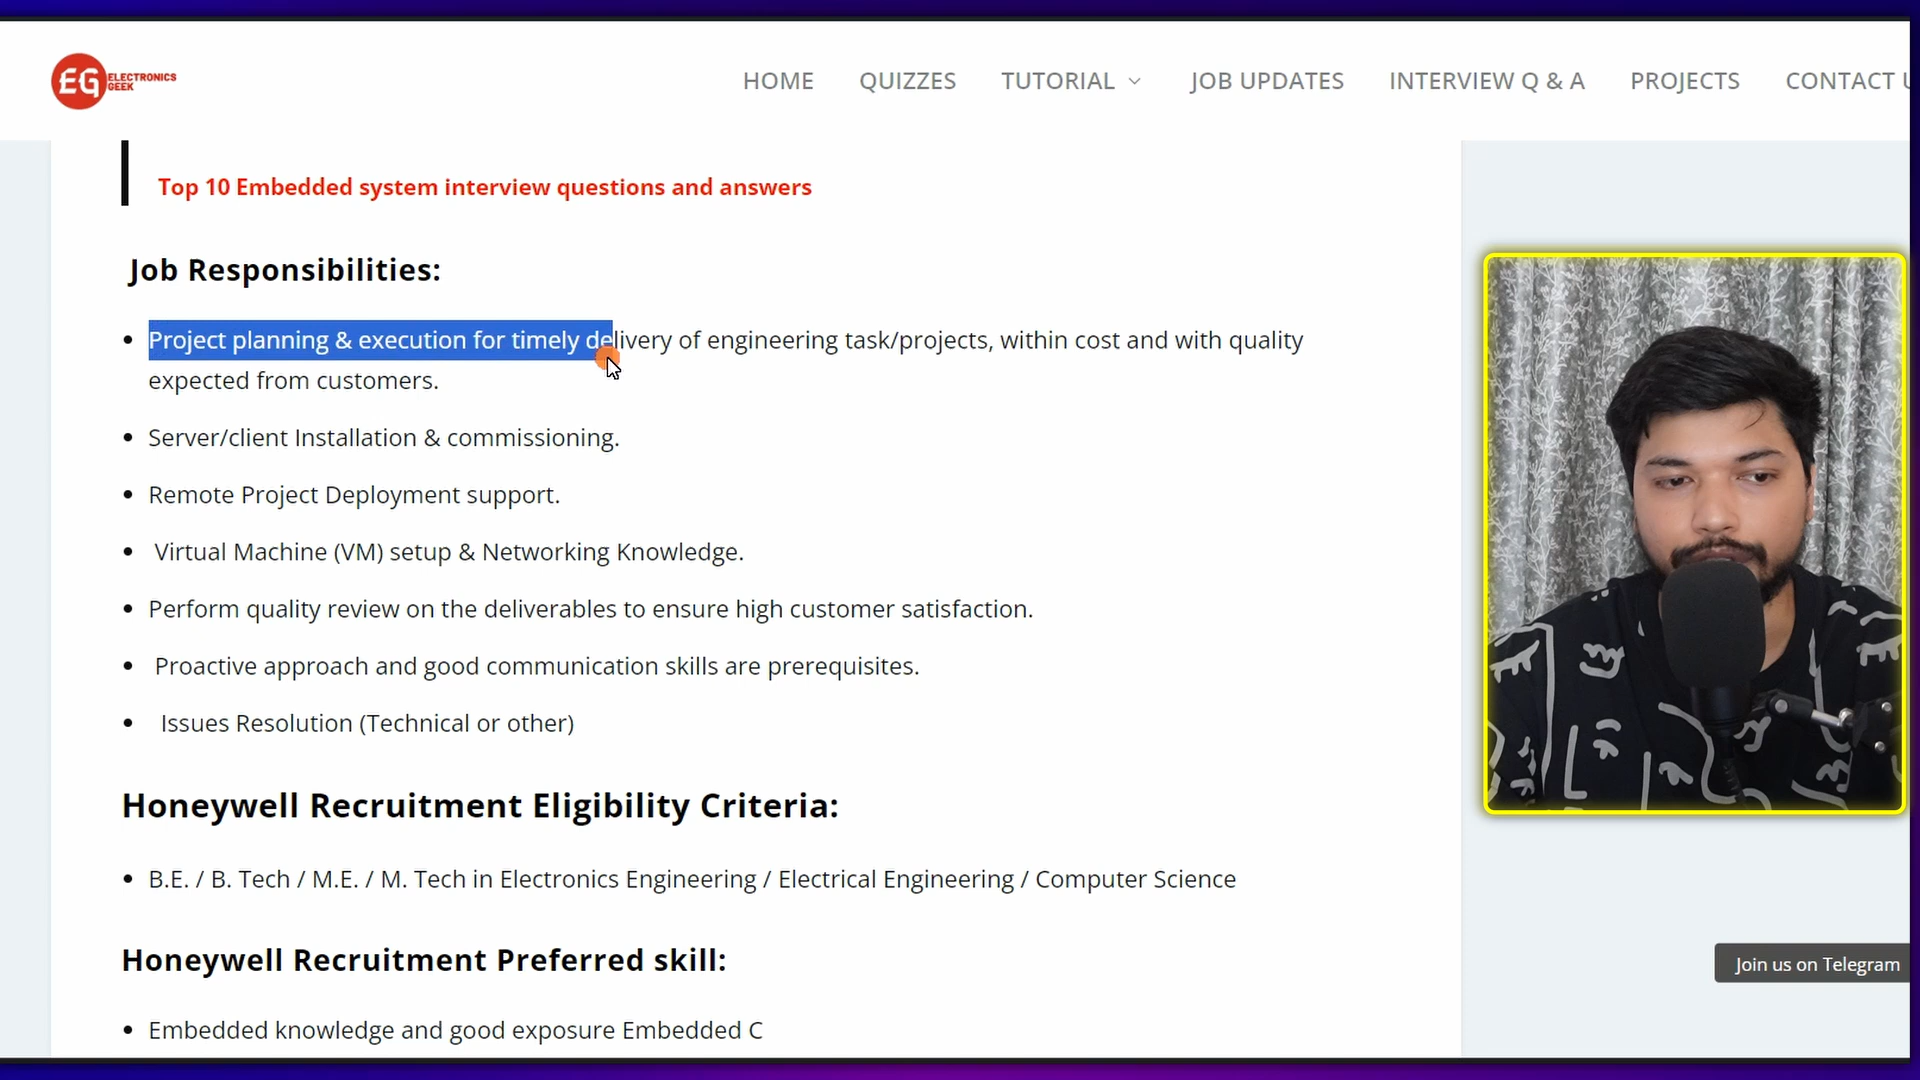 EG ELECTRONICS
GEEK
HOME QUIZZES TUTORIAL JOB UPDATES INTERVIEW Q & A PROJECTS CONTACT U
Top 10 Embedded system interview questions and answers
Job Responsibilities:
Project planning & execution for timely delivery of engineering task/projects, within cost and with quality
expected from customers.
Server/client Installation & commissioning.
Remote Project Deployment support.
Virtual Machine (VM) setup & Networking Knowledge.
Perform quality review on the deliverables to ensure high customer satisfaction.
Proactive approach and good communication skills are prerequisites.
Issues Resolution (Technical or other)
Honeywell Recruitment Eligibility Criteria:
B.E. / B. Tech / M.E. / M. Tech in Electronics Engineering / Electrical Engineering / Computer Science
Honeywell Recruitment Preferred skill:
Join us on Telegram
Embedded knowledge and good exposure Embedded C